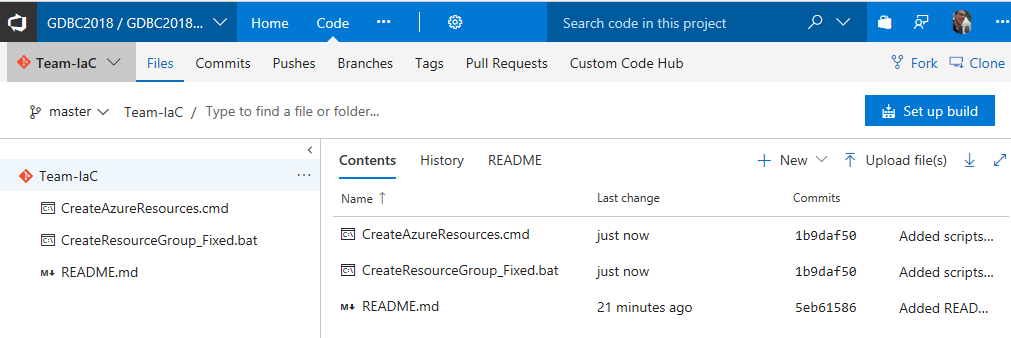 GDBC2018 / GDBC2018... Home Code ... Search code in this project ...
Team-IaC Files Commits Pushes Branches Tags Pull Requests Custom Code Hub Fork Clone
master Team-IaC / Type to find a file or folder... Set up build
Team-IaC ...
CreateAzureResources.cmd
CreateResourceGroup_Fixed.bat
M↓ README.md
Contents History README + New Upload file(s)
Name ↑ Last change Commits
CreateAzureResources.cmd just now 1b9daf50 Added scripts...
CreateResourceGroup_Fixed.bat just now 1b9daf50 Added scripts...
M↓ README.md 21 minutes ago 5eb61586 Added READ...